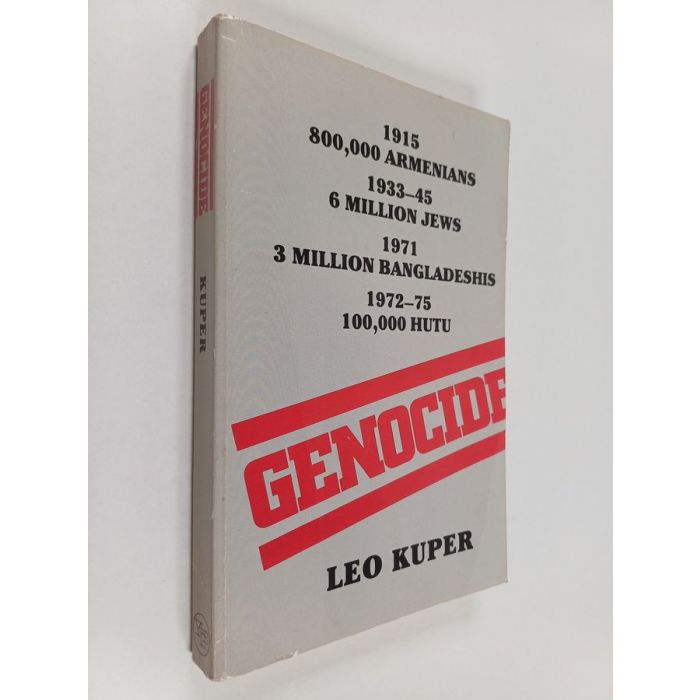 1915
800,000 ARMENIANS
1933–45
6 MILLION JEWS
1971
3 MILLION BANGLADESHIS
1972–75
100,000 HUTU
GENOCIDE
LEO KUPER
GENOCIDE
KUPER